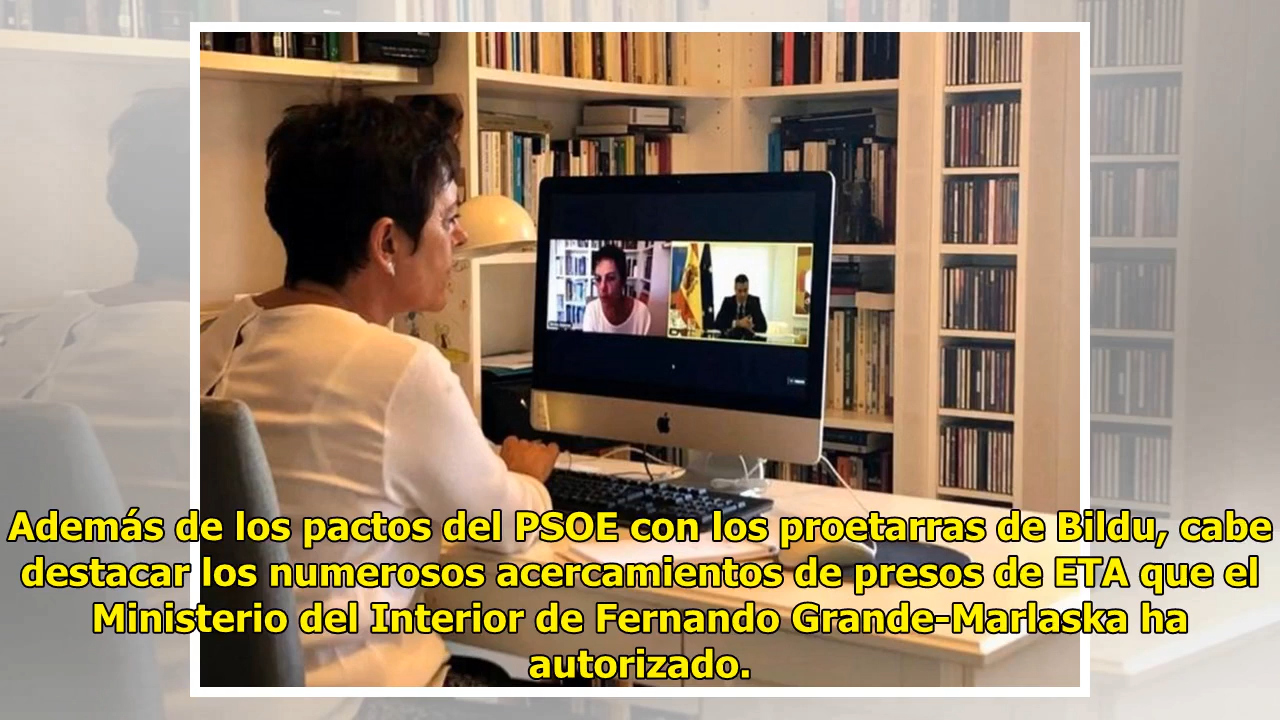 Además de los pactos del PSOE con los proetarras de Bildu, cabe
destacar los numerosos acercamientos de presos de ETA que el
Ministerio del Interior de Fernando Grande-Marlaska ha
autorizado.